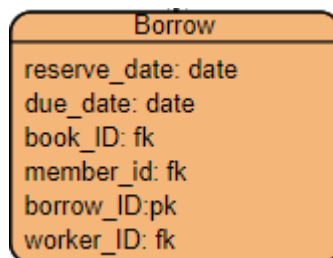 Borrow
reserve_date: date
due_date: date
book_ID: fk
member_id: fk
borrow_ID:pk
worker_ID: fk